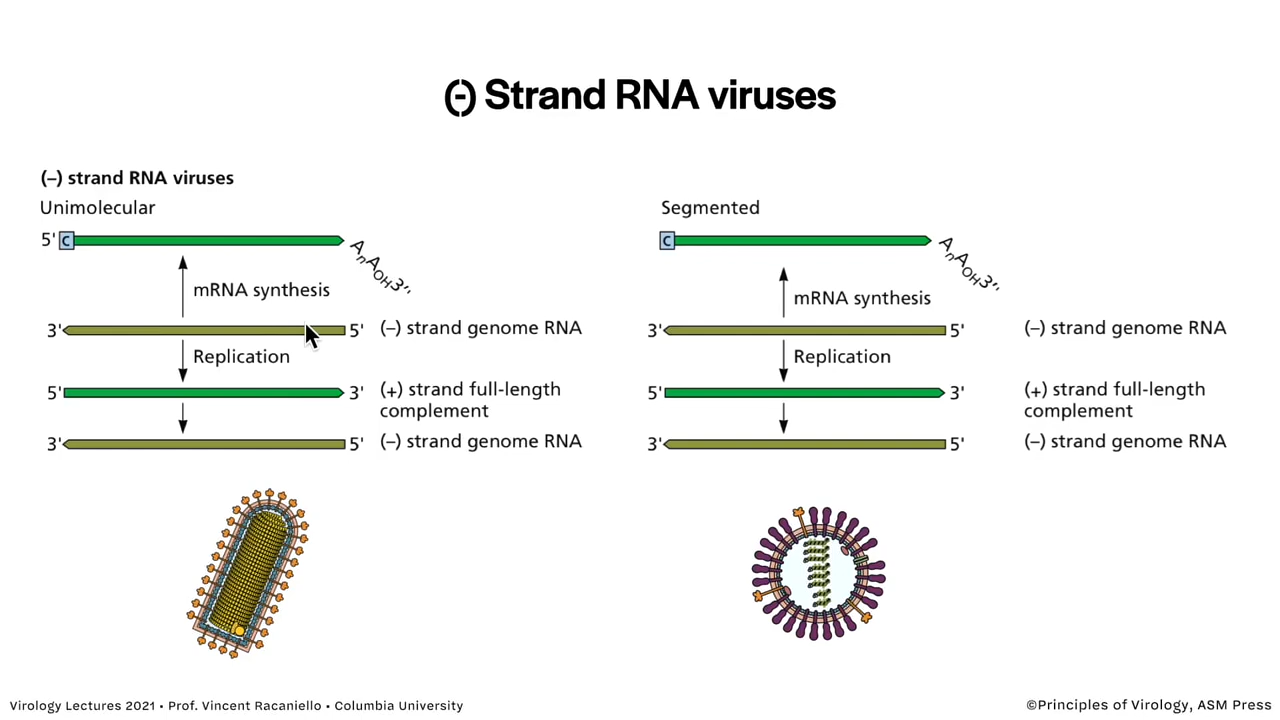 (-) Strand RNA viruses
(–) strand RNA viruses
Unimolecular
5' C AnAOH3''
mRNA synthesis
3' 5' (–) strand genome RNA
Replication
5' 3' (+) strand full-length
complement
3' 5' (–) strand genome RNA
Segmented
C AnAOH3''
mRNA synthesis
3' 5' (–) strand genome RNA
Replication
5' 3' (+) strand full-length
complement
3' 5' (–) strand genome RNA
Virology Lectures 2021 • Prof. Vincent Racaniello • Columbia University
©Principles of Virology, ASM Press